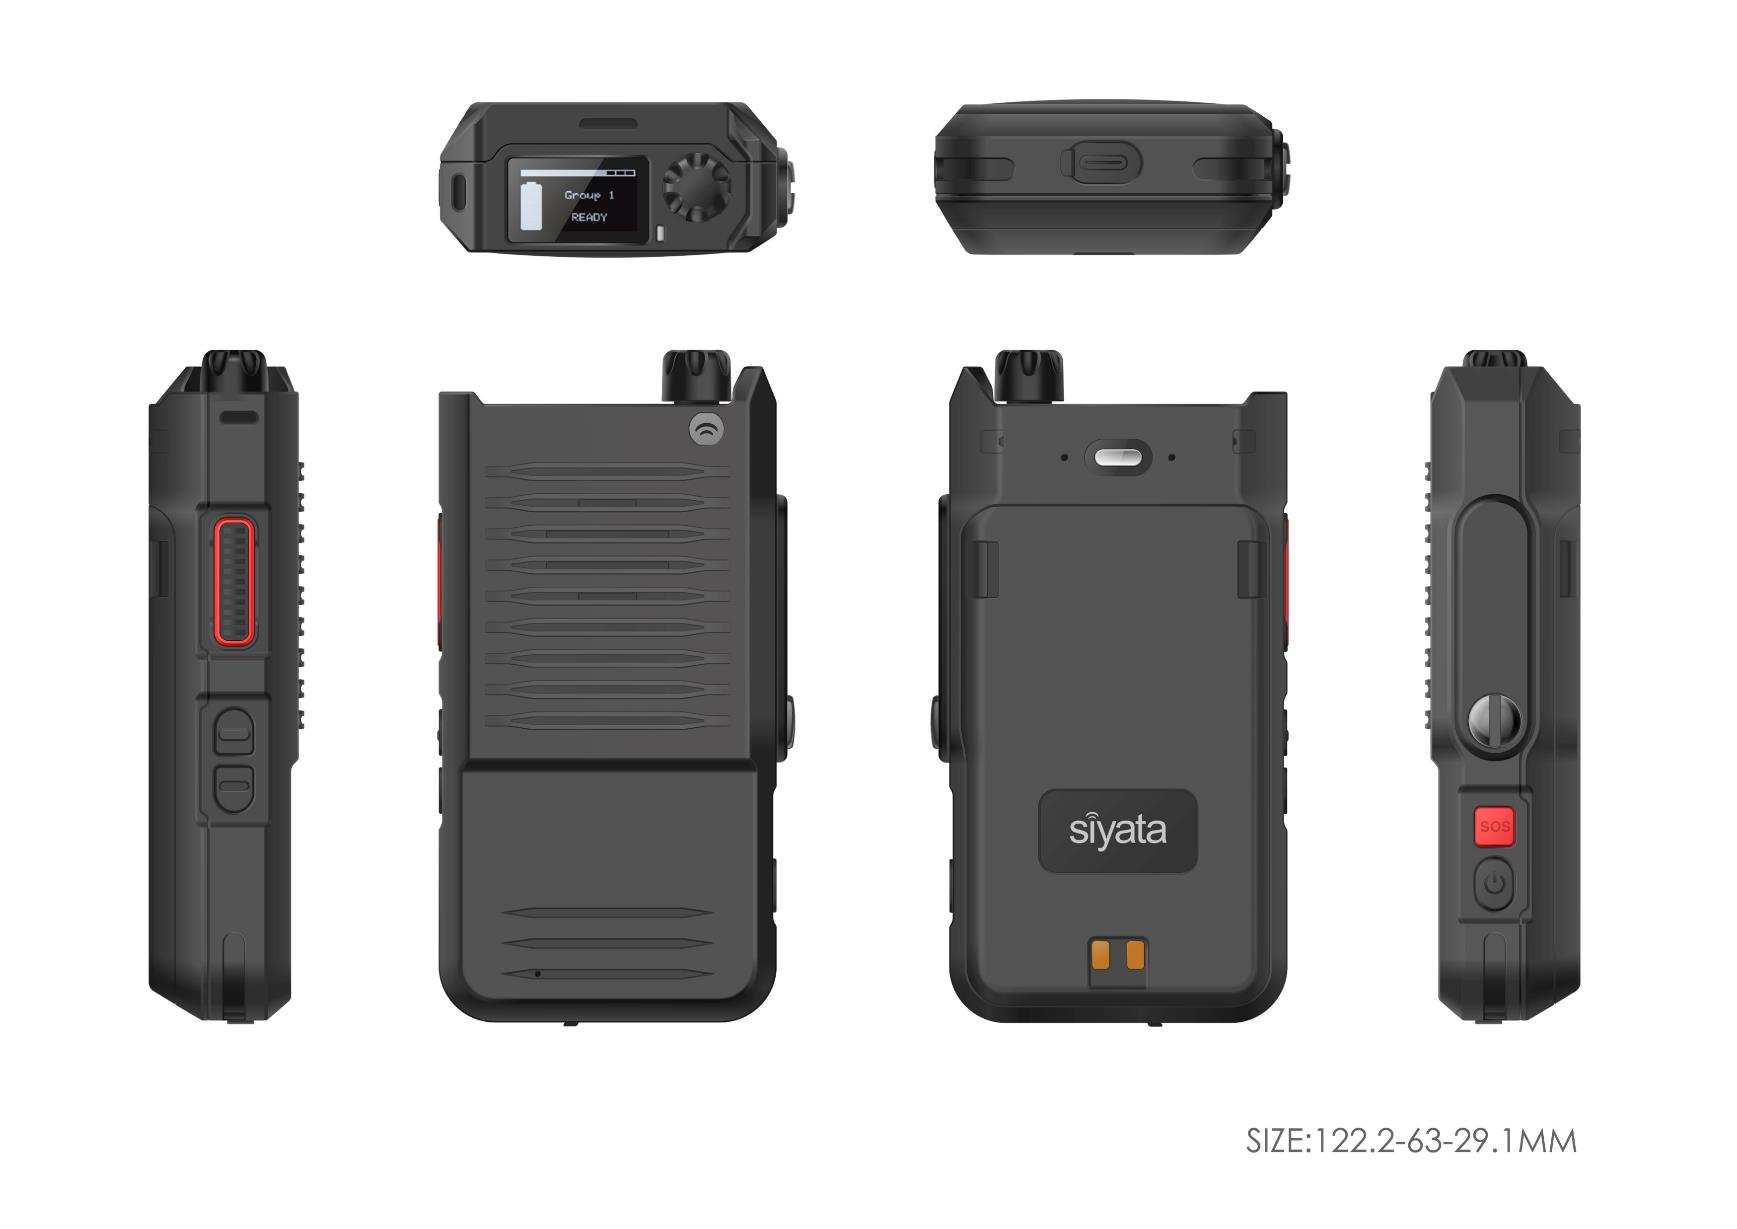 Group 1
READY
siyata
SOS
SIZE:122.2-63-29.1MM